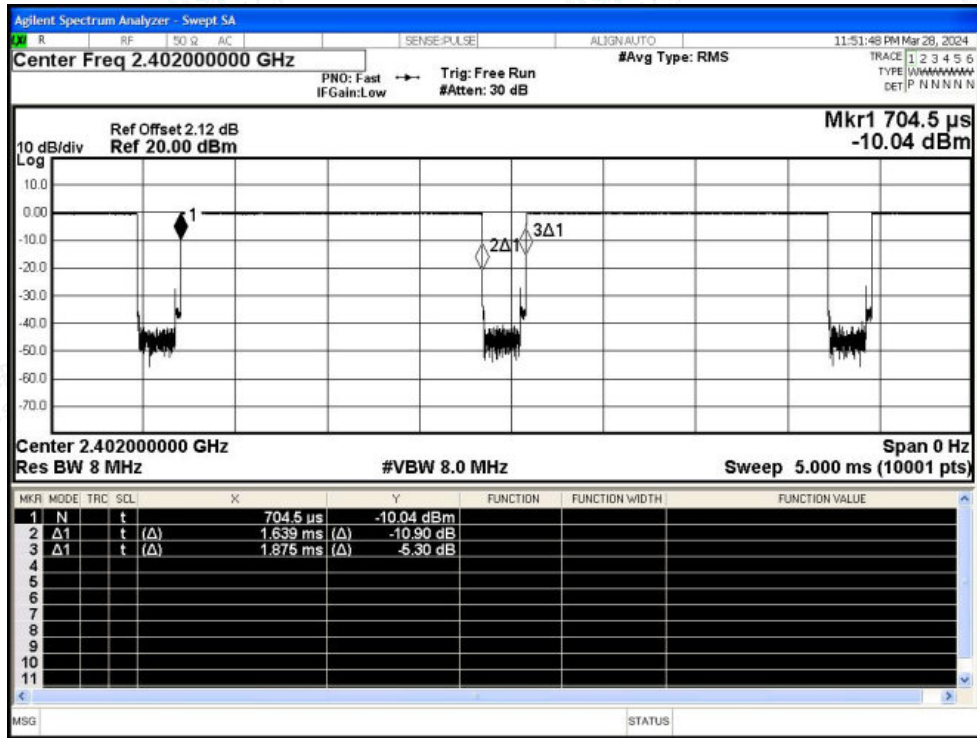 Agilent Spectrum Analyzer - Swept SA
LXI R RF 50 Ω AC SENSE:PULSE ALIGNAUTO 11:51:48 PM Mar 28, 2024
Center Freq 2.402000000 GHz #Avg Type: RMS TRACE 1 2 3 4 5 6
PNO: Fast Trig: Free Run TYPE
IFGain:Low #Atten: 30 dB DET P N N N N N
Mkr1 704.5 µs
Ref Offset 2.12 dB
10 dB/div Ref 20.00 dBm -10.04 dBm
Log
10.0
0.00 1
-10.0 2Δ1 3Δ1
-20.0
-30.0
-40.0
-50.0
-60.0
-70.0
Center 2.402000000 GHz Span 0 Hz
Res BW 8 MHz #VBW 8.0 MHz Sweep 5.000 ms (10001 pts)
MKR MODE TRC SCL X Y FUNCTION FUNCTION WIDTH FUNCTION VALUE
1 N t 704.5 µs -10.04 dBm
2 Δ1 t (Δ) 1.639 ms (Δ) -10.90 dB
3 Δ1 t (Δ) 1.875 ms (Δ) -5.30 dB
4
5
6
7
8
9
10
11
MSG STATUS